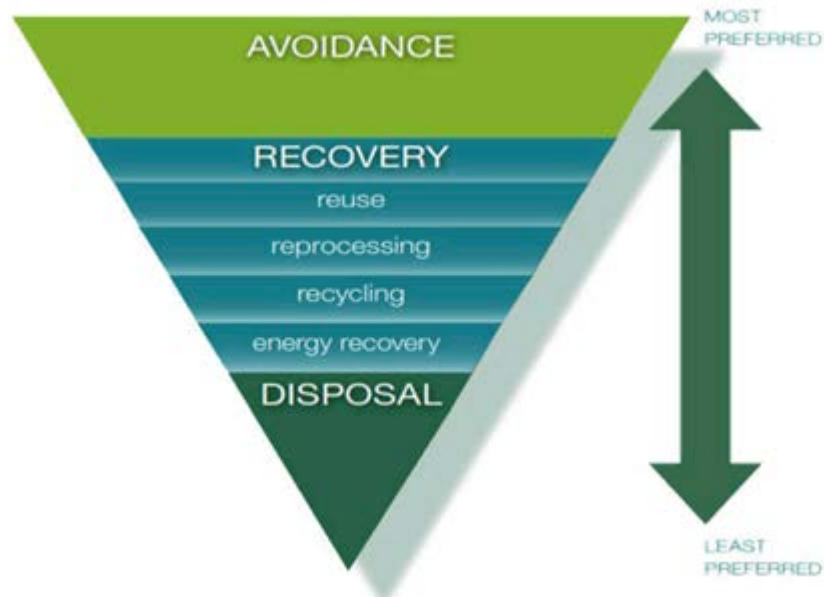 MOST
PREFERRED
AVOIDANCE
RECOVERY
reuse
reprocessing
recycling
energy recovery
DISPOSAL
LEAST
PREFERRED